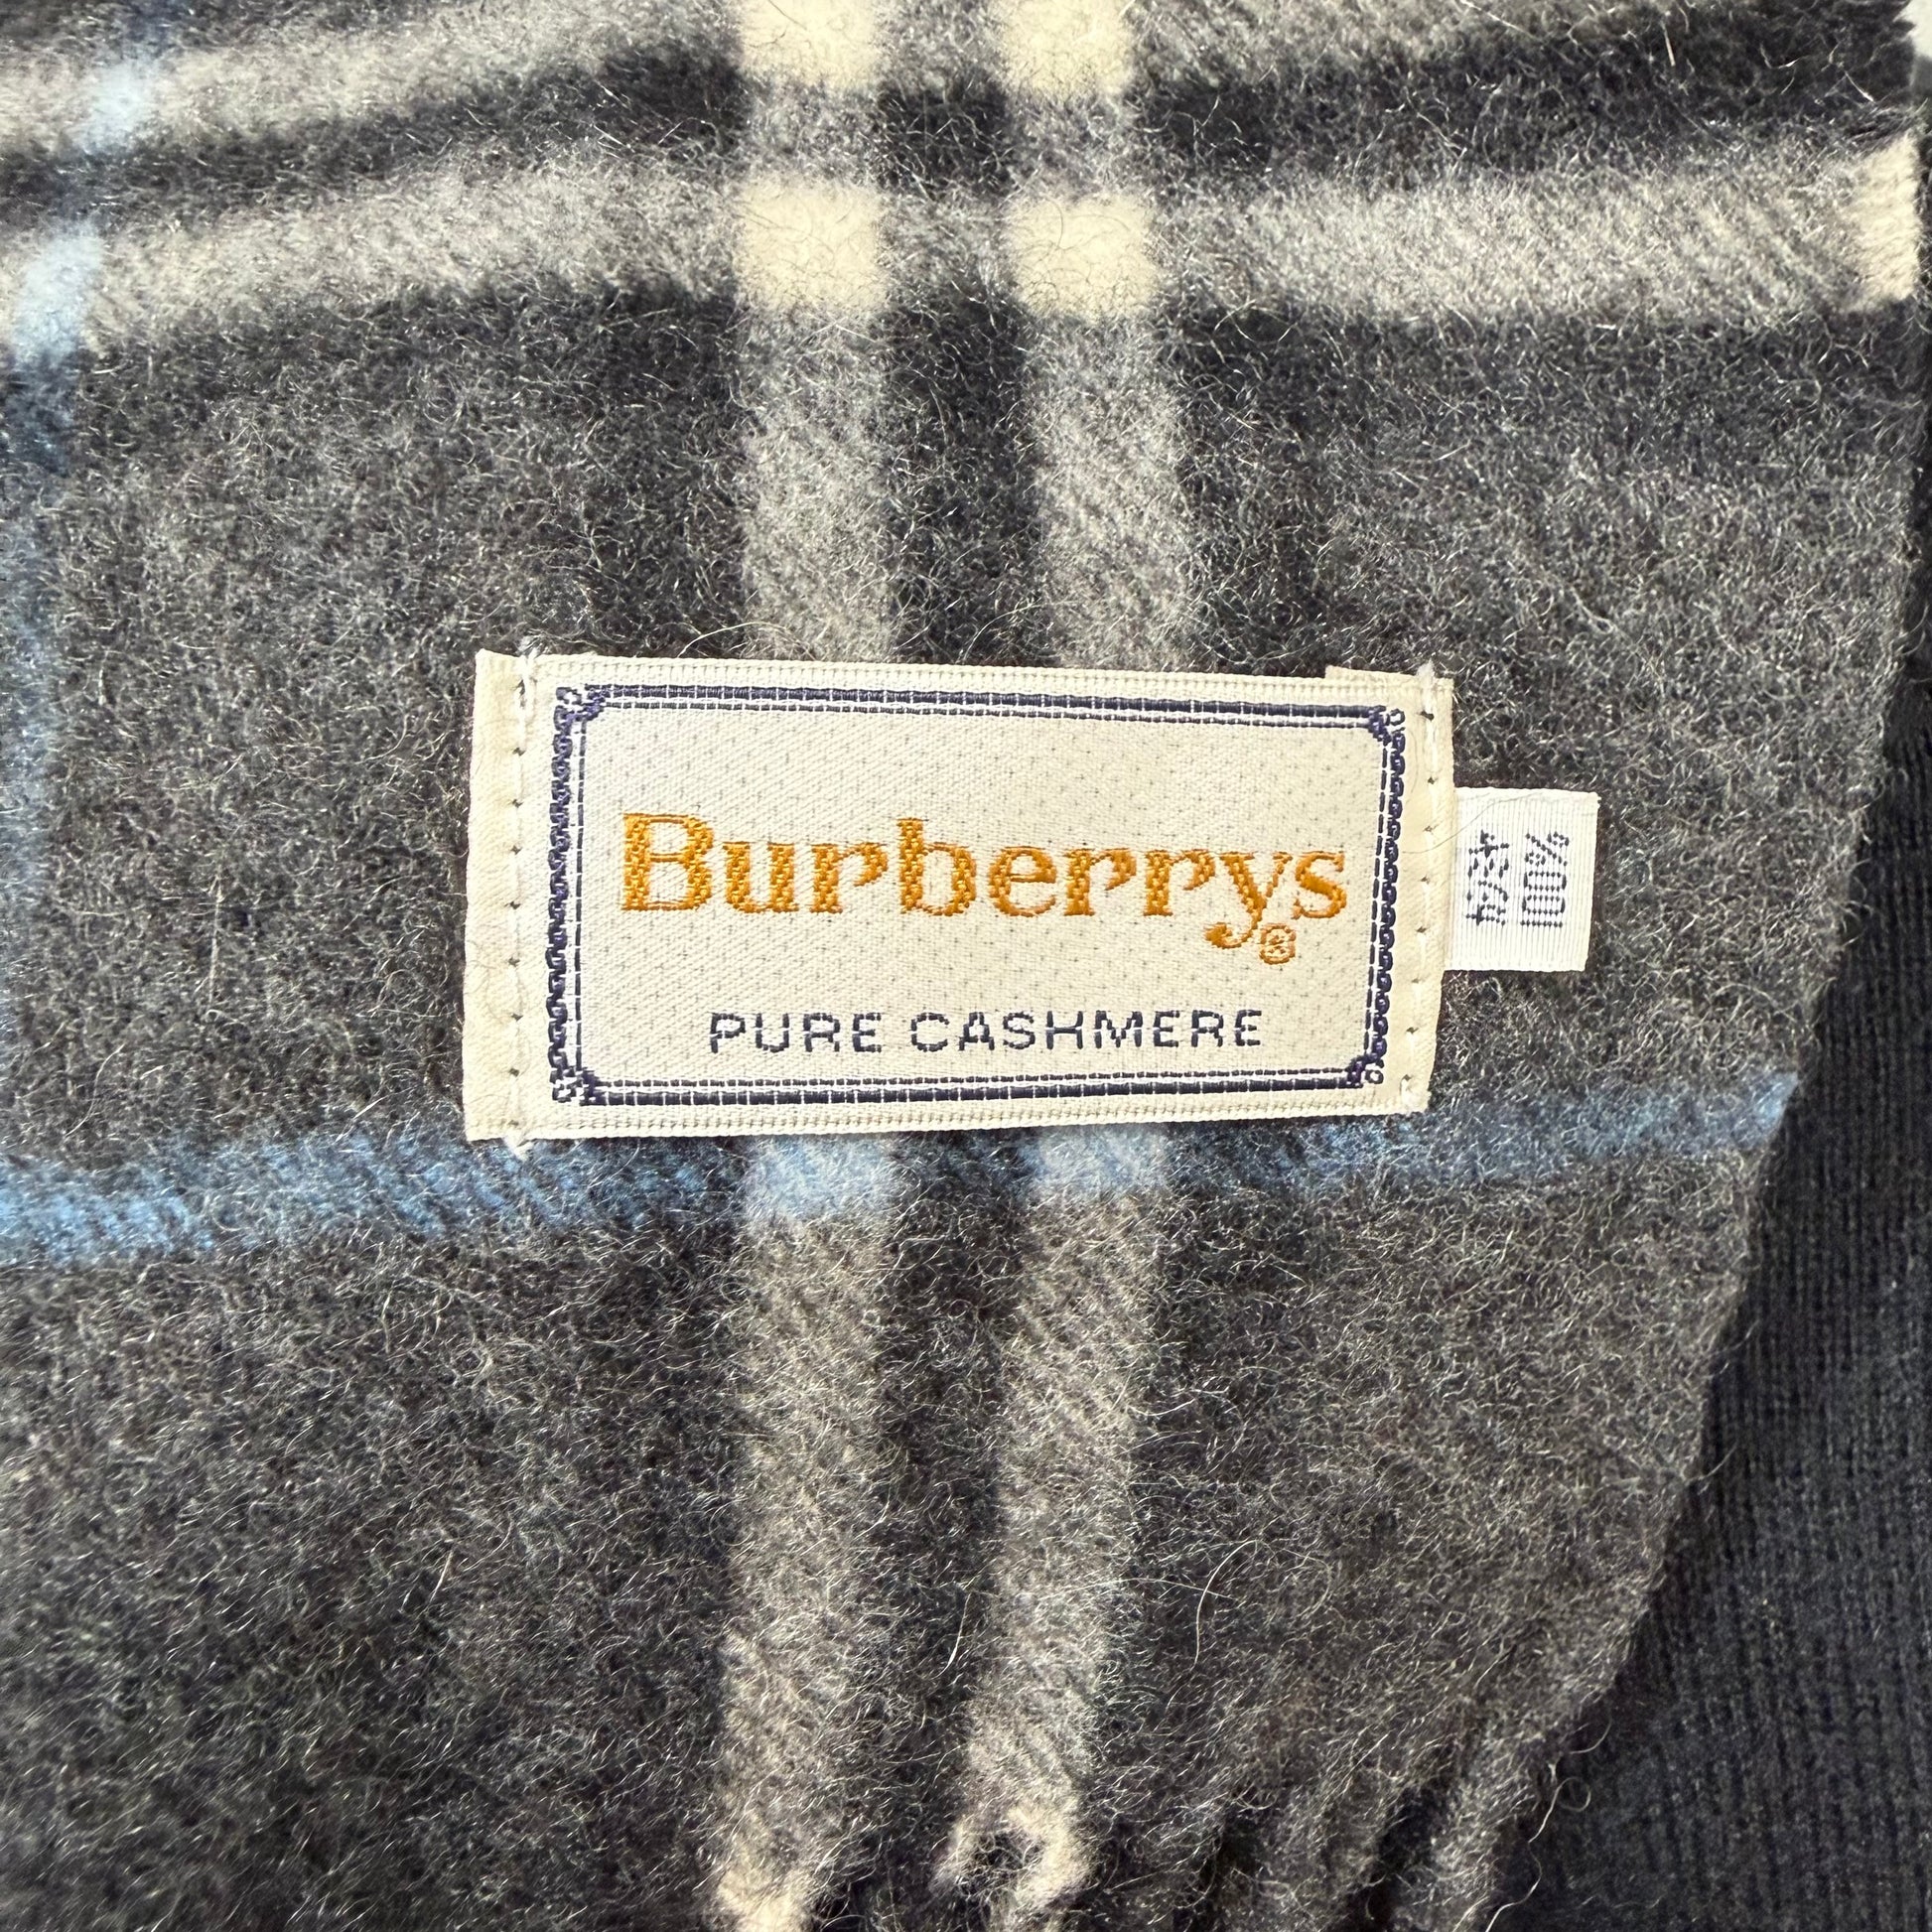 Burberrys®
PURE CASHMERE
カシミヤ
100%